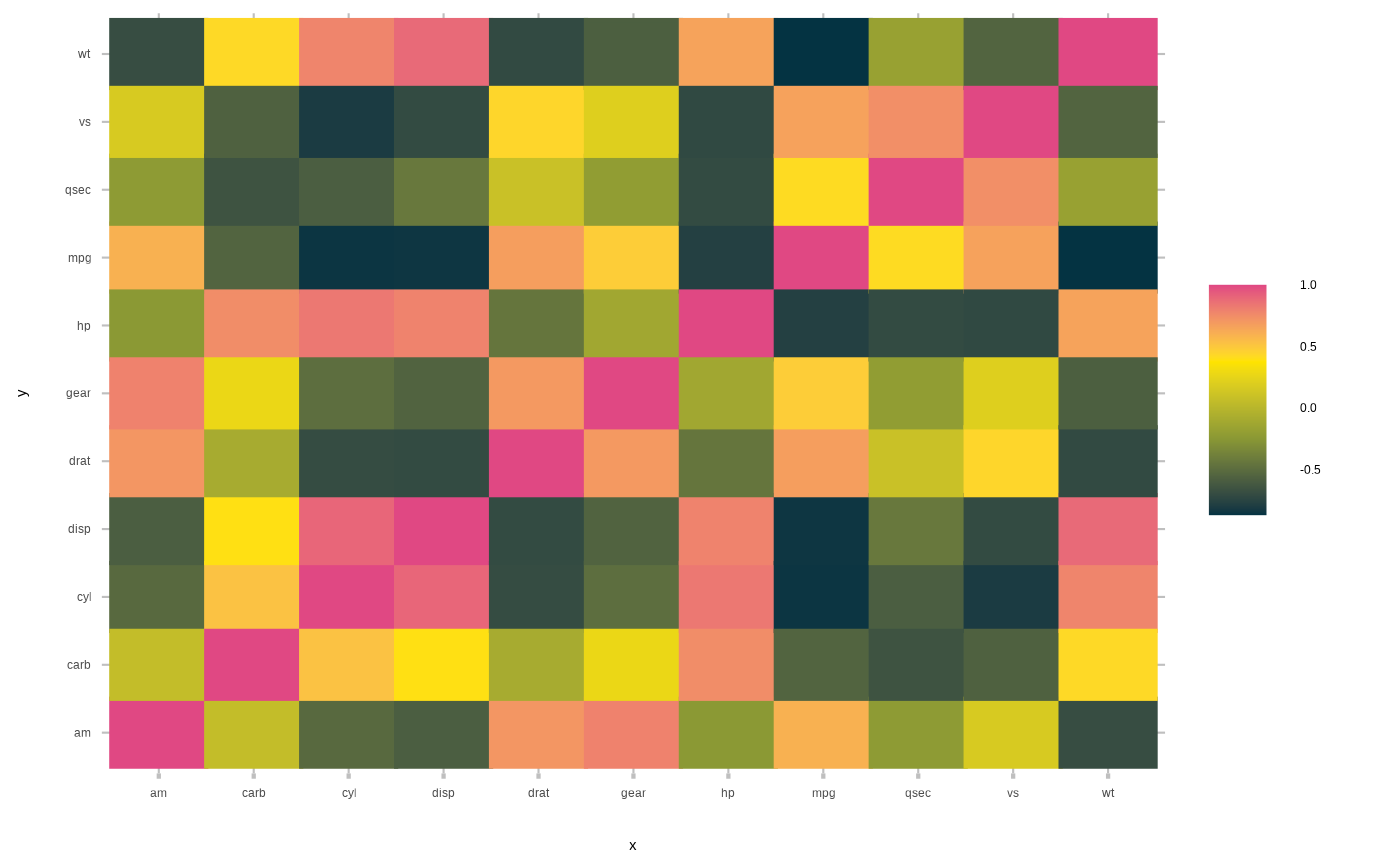 wt
vs
qsec
mpg
hp
gear
drat
disp
cyl
carb
am
y
am carb cyl disp drat gear hp mpg qsec vs wt
x
1.0
0.5
0.0
-0.5